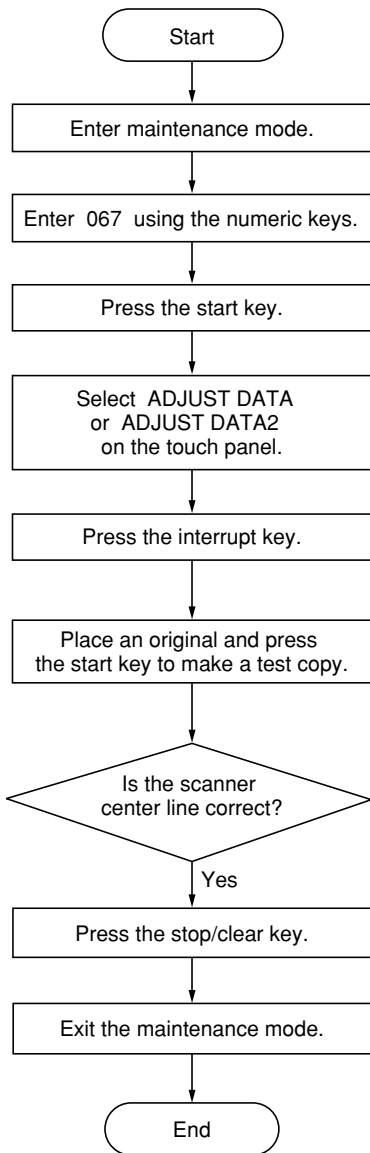 Start
Enter maintenance mode.
Enter 067 using the numeric keys.
Press the start key.
Select ADJUST DATA
or ADJUST DATA2
on the touch panel.
Press the interrupt key.
Place an original and press
the start key to make a test copy.
Is the scanner
center line correct?
Yes
Press the stop/clear key.
Exit the maintenance mode.
End